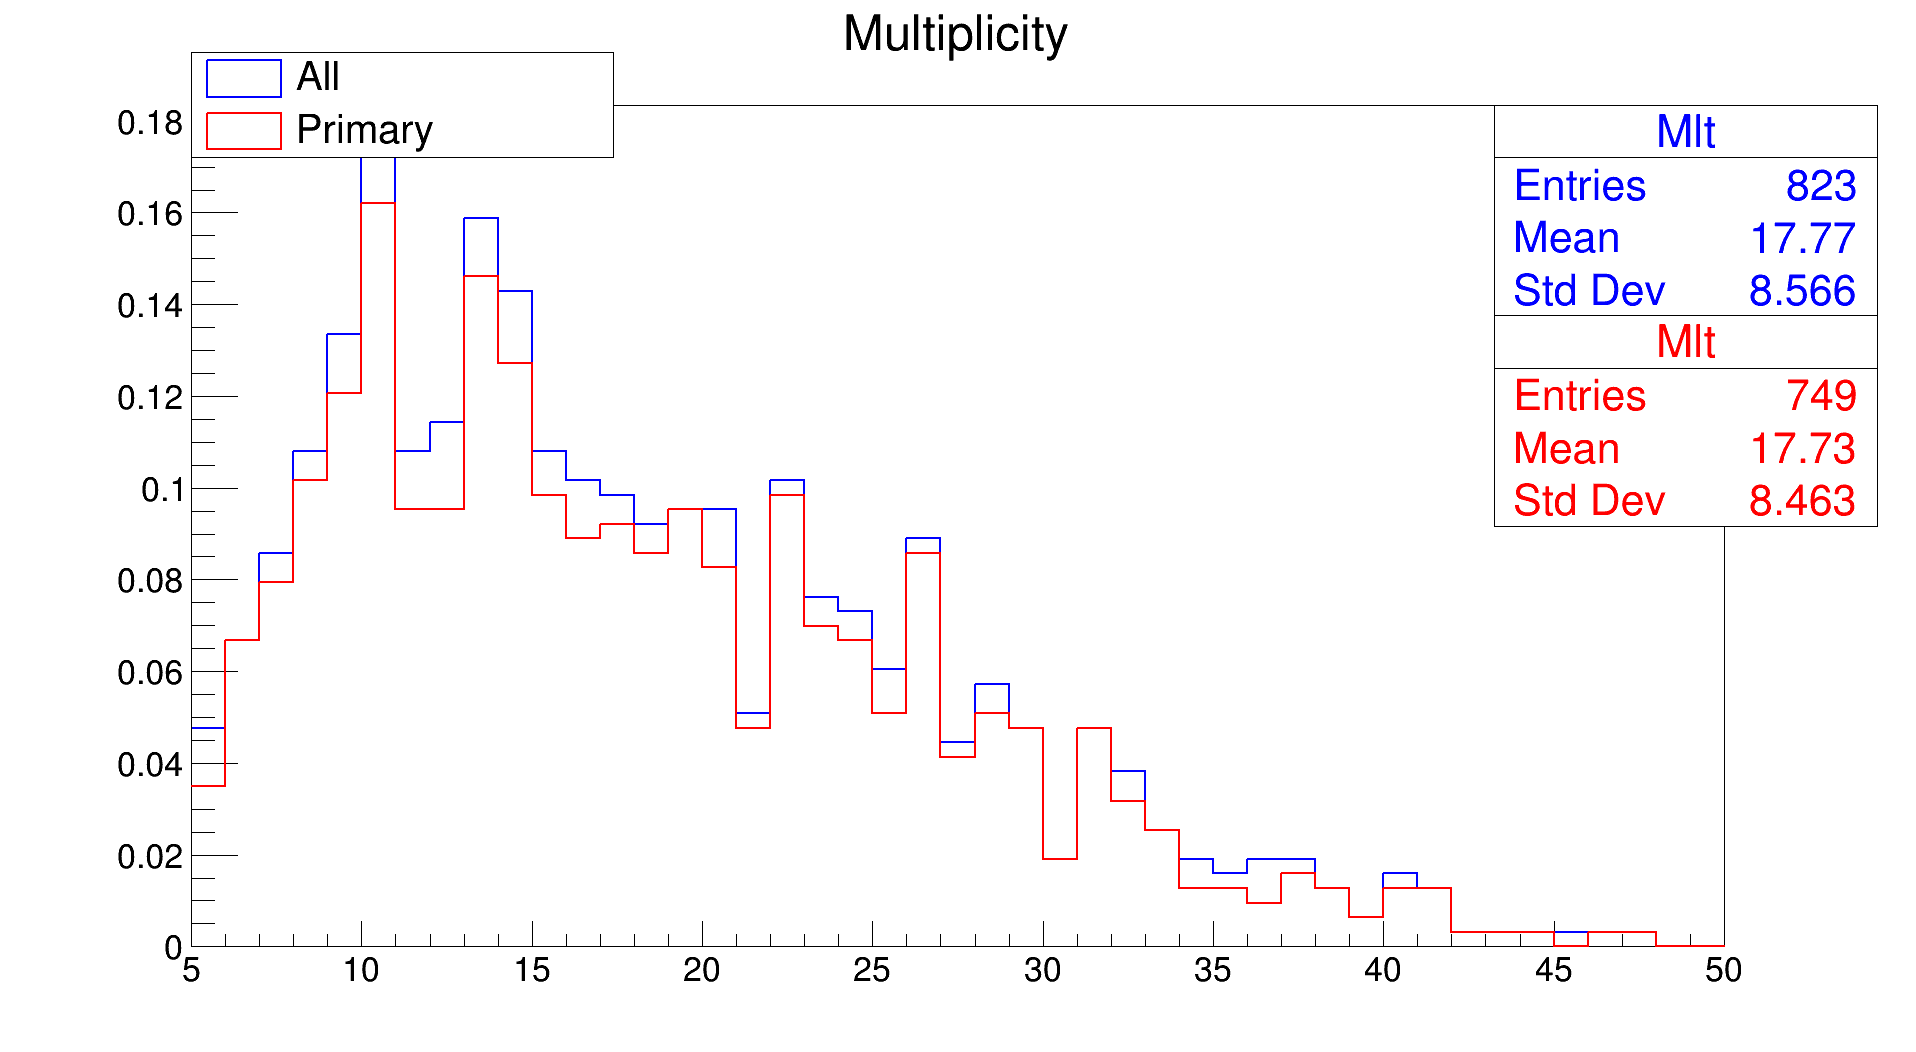 Multiplicity
All
Primary
Mlt
Entries 823
Mean 17.77
Std Dev 8.566
Mlt
Entries 749
Mean 17.73
Std Dev 8.463
0.18
0.16
0.14
0.12
0.1
0.08
0.06
0.04
0.02
0
5 10 15 20 25 30 35 40 45 50